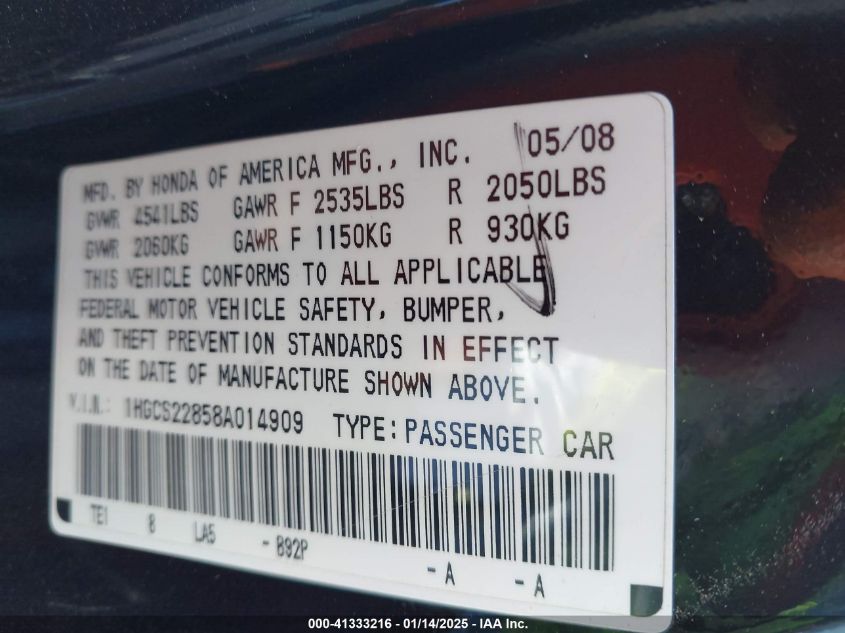 MFD. BY HONDA OF AMERICA MFG., INC. 05/08
GVWR 4541LBS GAWR F 2535LBS R 2050LBS
GVWR 2060KG GAWR F 1150KG R 930KG
THIS VEHICLE CONFORMS TO ALL APPLICABLE
FEDERAL MOTOR VEHICLE SAFETY, BUMPER,
AND THEFT PREVENTION STANDARDS IN EFFECT
ON THE DATE OF MANUFACTURE SHOWN ABOVE.
V.I.N.: 1HGCS22858A014909 TYPE: PASSENGER CAR
TE1 8 LA5 - B92P - A - A
000-41333216 - 01/14/2025 - IAA Inc.